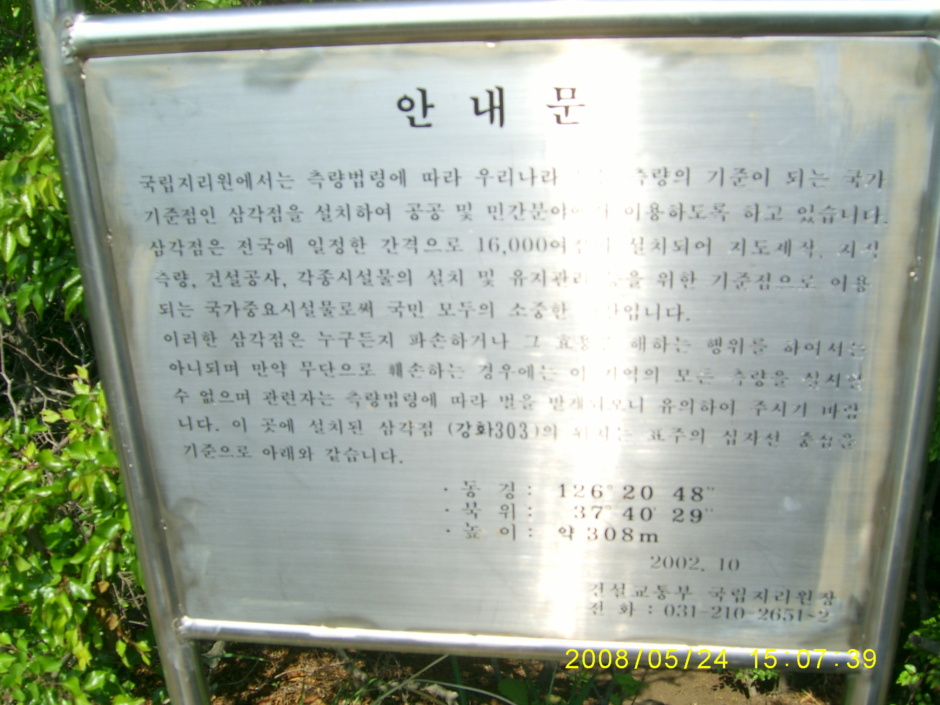 안 내 문
국립지리원에서는 측량법령에 따라 우리나라 측량의 기준이 되는 국가
기준점인 삼각점을 설치하여 공공 및 민간분야에서 이용하도록 하고 있습니다.
삼각점은 전국에 일정한 간격으로 16,000여 설치되어 지도제작, 지적
측량, 건설공사, 각종시설물의 설치 및 유지관리 등을 위한 기준점으로 이용
되는 국가중요시설물로써 국민 모두의 소중한
이러한 삼각점은 누구든지 파손하거나 그 효용을 해하는 행위를 하여서는
아니되며 만약 무단으로 훼손하는 경우에는 이 지역의 모든 측량을 실시할
수 없으며 관련자는 측량법령에 따라 벌을 받게되오니 유의하여 주시기 바랍
니다. 이 곳에 설치된 삼각점 (강화303)의 위치는 표주의 십자선 중심을
기준으로 아래와 같습니다.
· 동 경 : 126° 20′ 48″
· 북 위 : 37° 40′ 29″
· 높 이 : 약 308m
2002. 10
건설교통부 국립지리원장
전 화 : 031-210-2651~2
2008/05/24 15:07:39